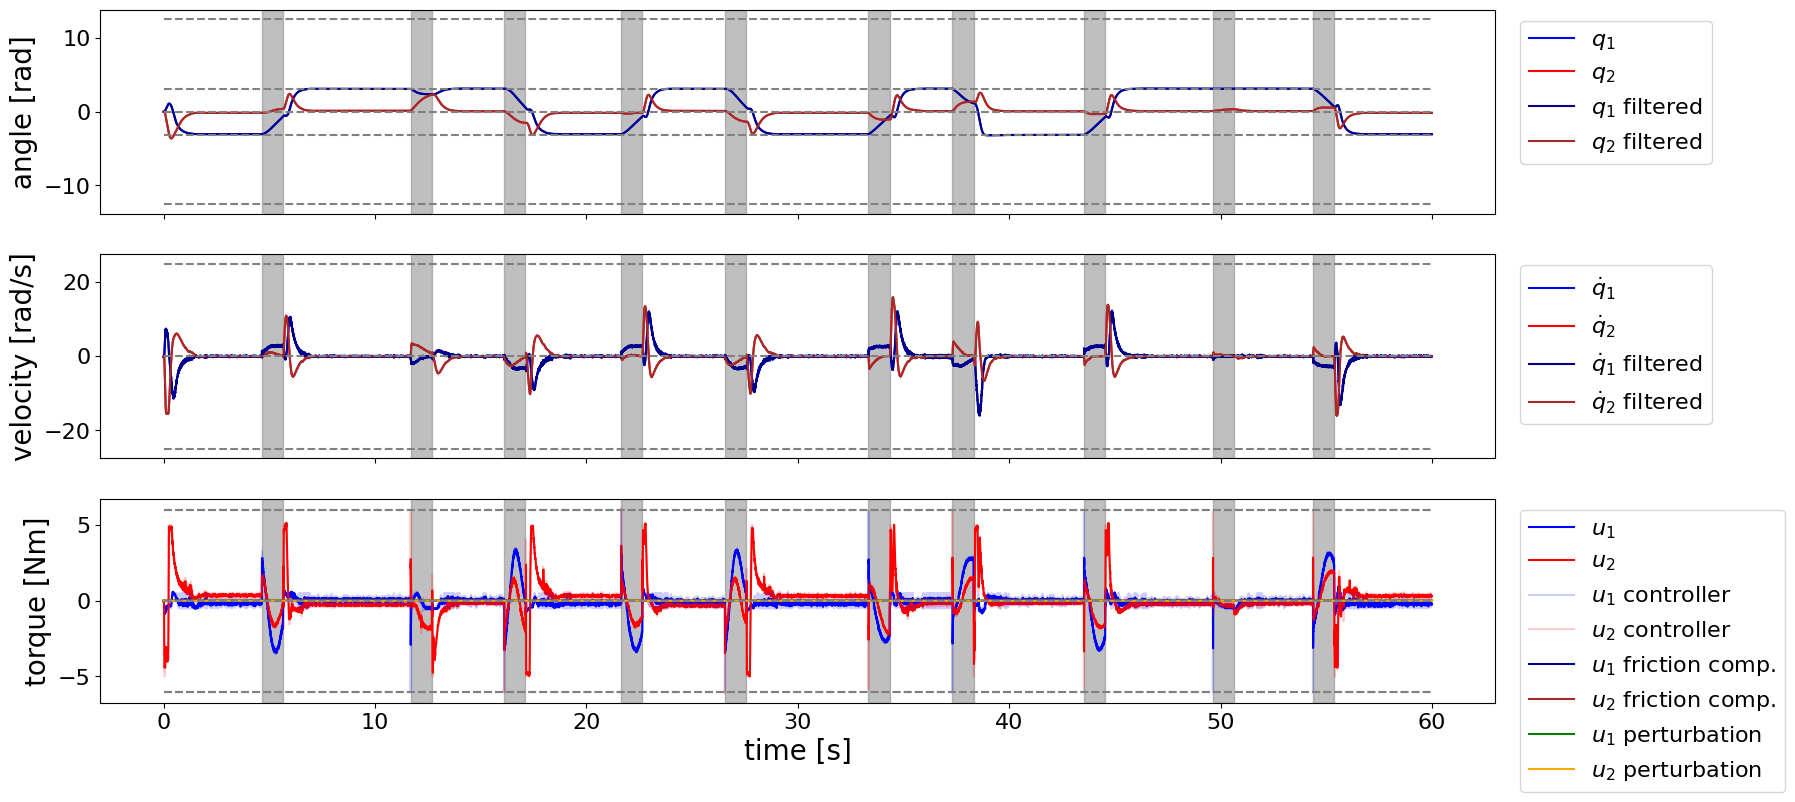 angle [rad]
10
0
−10
q₁
q₂
q₁ filtered
q₂ filtered
velocity [rad/s]
20
0
−20
q̇₁
q̇₂
q̇₁ filtered
q̇₂ filtered
torque [Nm]
5
0
−5
0 10 20 30 40 50 60
time [s]
u₁
u₂
u₁ controller
u₂ controller
u₁ friction comp.
u₂ friction comp.
u₁ perturbation
u₂ perturbation